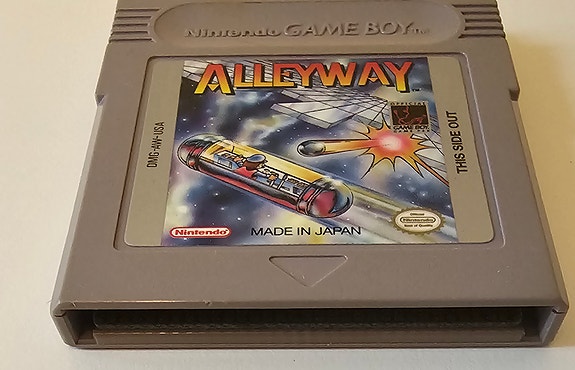 Nintendo GAME BOY TM
ALLEYWAY TM
OFFICIAL
GAME BOY
DMG-AW-USA
THIS SIDE OUT
Official
Nintendo
Seal of Quality
Nintendo
MADE IN JAPAN